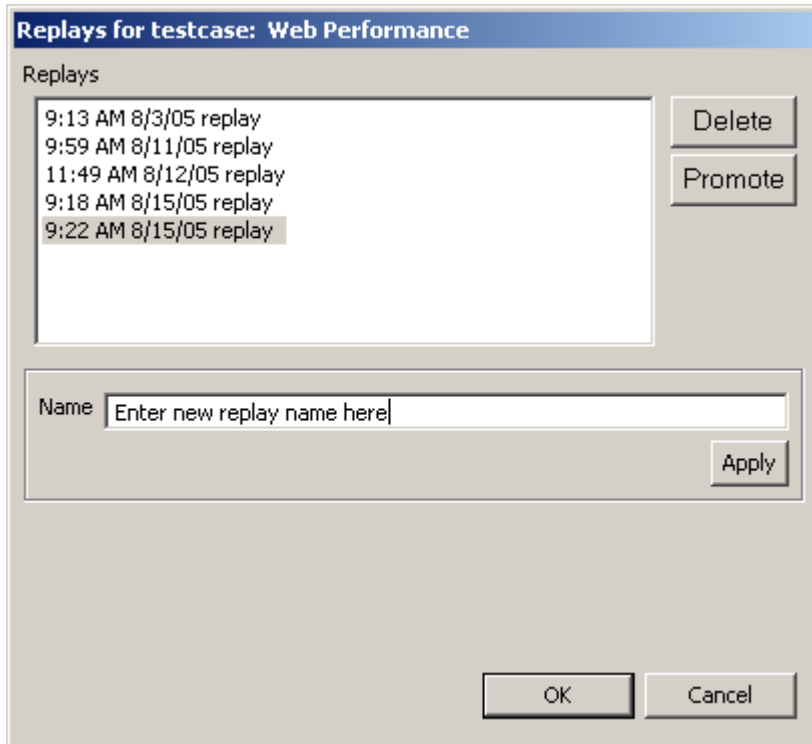 Replays for testcase: Web Performance
Replays
9:13 AM 8/3/05 replay
9:59 AM 8/11/05 replay
11:49 AM 8/12/05 replay
9:18 AM 8/15/05 replay
9:22 AM 8/15/05 replay
Delete
Promote
Name Enter new replay name here
Apply
OK Cancel